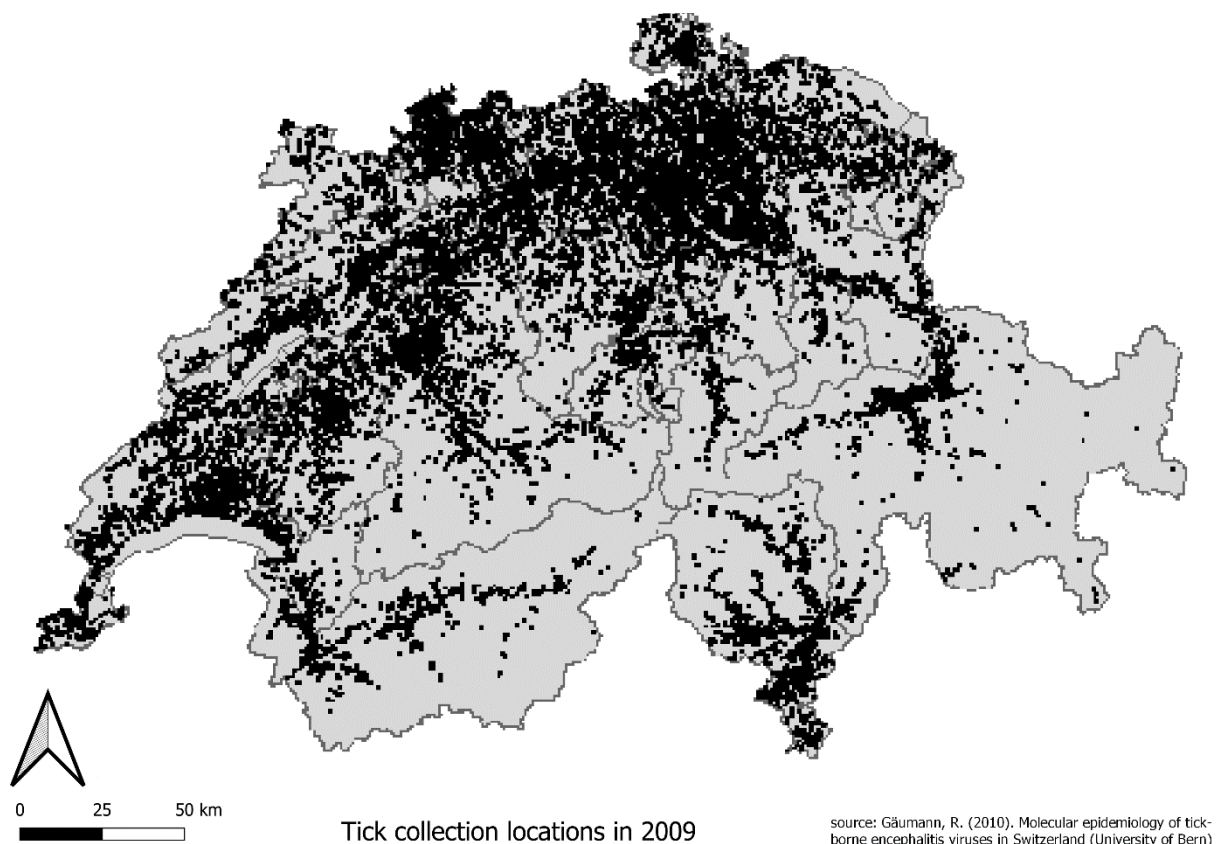 0 25 50 km
Tick collection locations in 2009
source: Gäumann, R. (2010). Molecular epidemiology of tick-
borne encephalitis viruses in Switzerland (University of Bern)